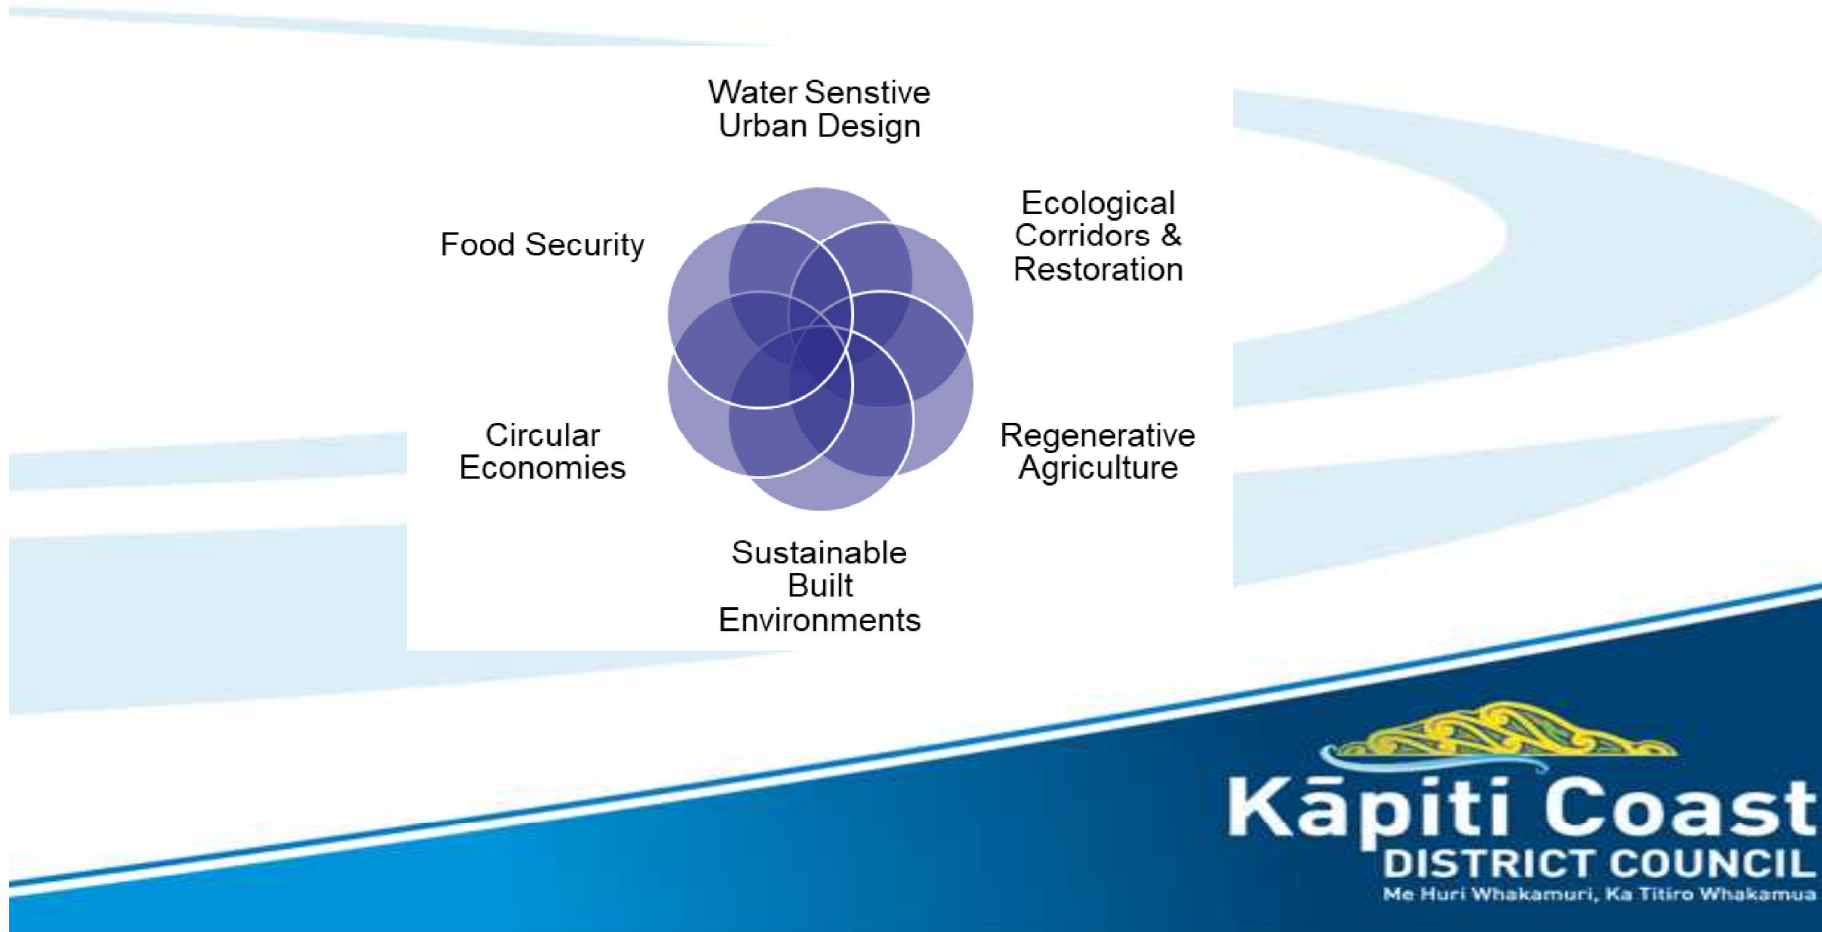 Water Senstive
Urban Design
Ecological
Corridors &
Restoration
Food Security
Circular
Economies
Regenerative
Agriculture
Sustainable
Built
Environments
Kāpiti Coast
DISTRICT COUNCIL
Me Huri Whakamuri, Ka Titiro Whakamua